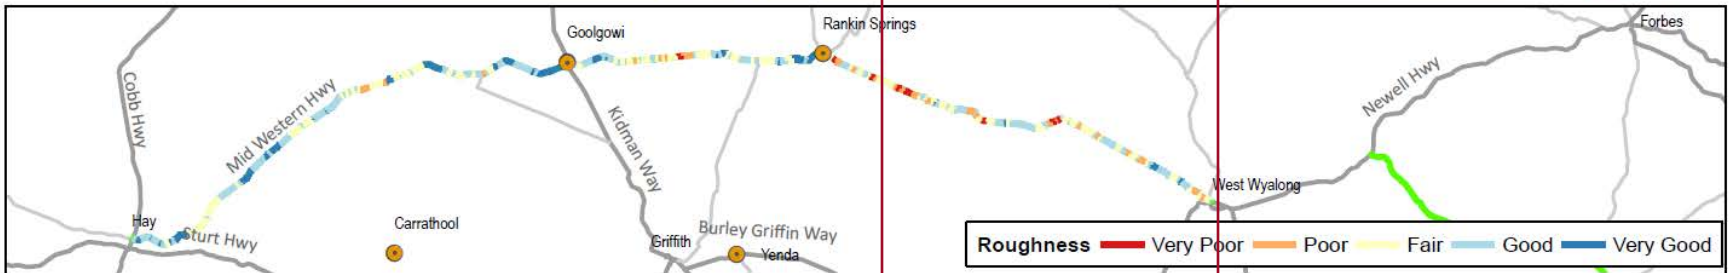 Rankin Springs
Forbes
Goolgowi
Cobb Hwy
Mid Western Hwy
Newell Hwy
Kidman Way
West Wyalong
Hay
Sturt Hwy
Carrathool
Griffith
Burley Griffin Way
Yenda
Roughness Very Poor Poor Fair Good Very Good